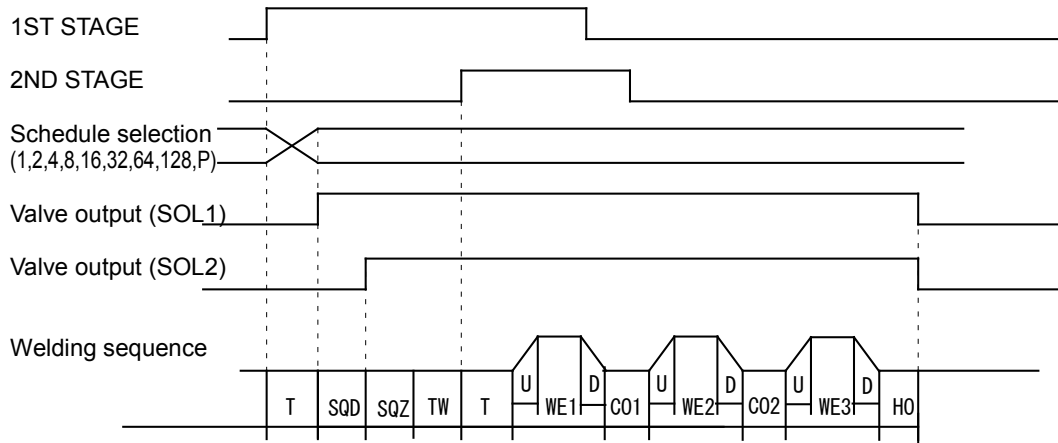 1ST STAGE
2ND STAGE
Schedule selection
(1,2,4,8,16,32,64,128,P)
Valve output (SOL1)
Valve output (SOL2)
Welding sequence
T SQD SQZ TW T U WE1 D CO1 U WE2 D CO2 U WE3 D HO